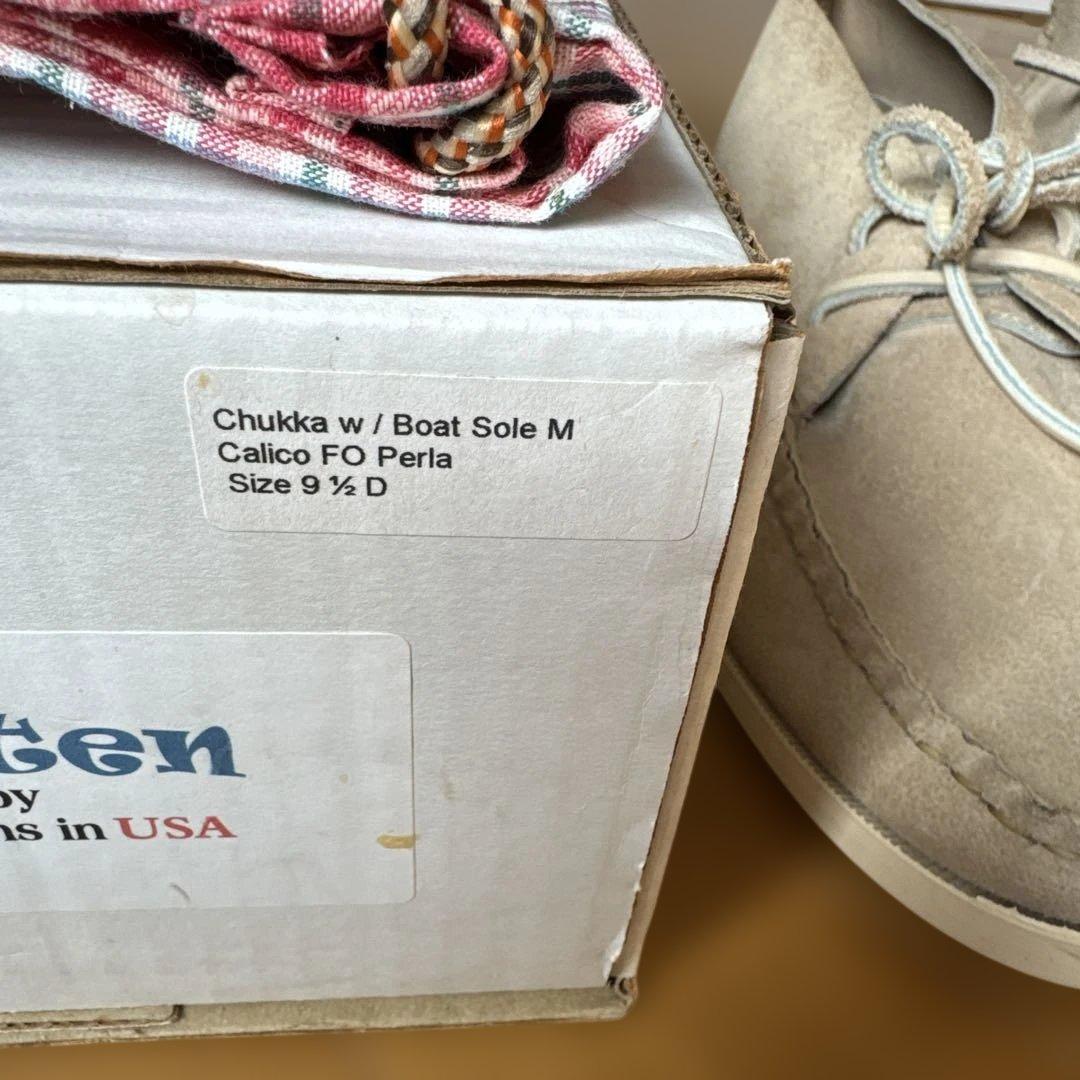 Chukka w / Boat Sole M
Calico FO Perla
Size 9 ½ D
ten
by
ns in USA